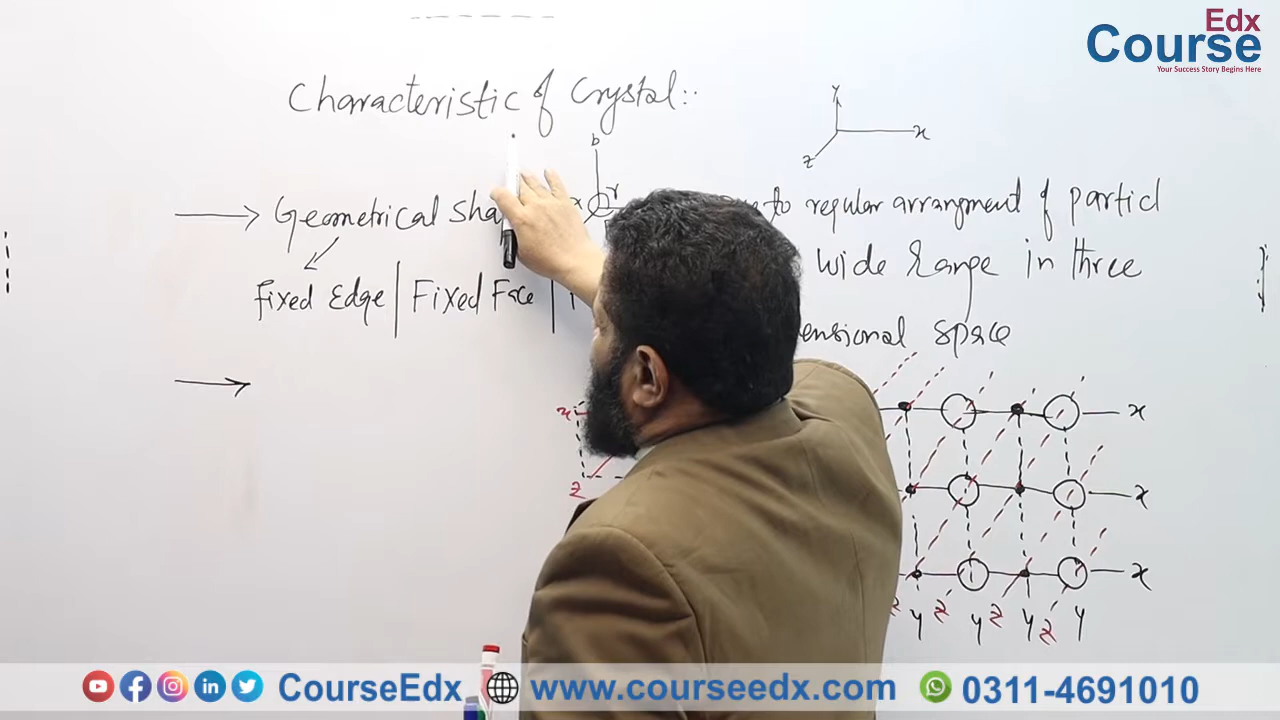 Edx
Course
Your Success Story Begins Here
Characteristic of Crystal::
Y
x
z
b
r
→ Geometrical Sha
to regular arrangment of particl
wide Range in three
Fixed Edge | Fixed Face |
ensional space
→
x
z
x
x
x
z z y y z y
CourseEdx www.courseedx.com 0311-4691010